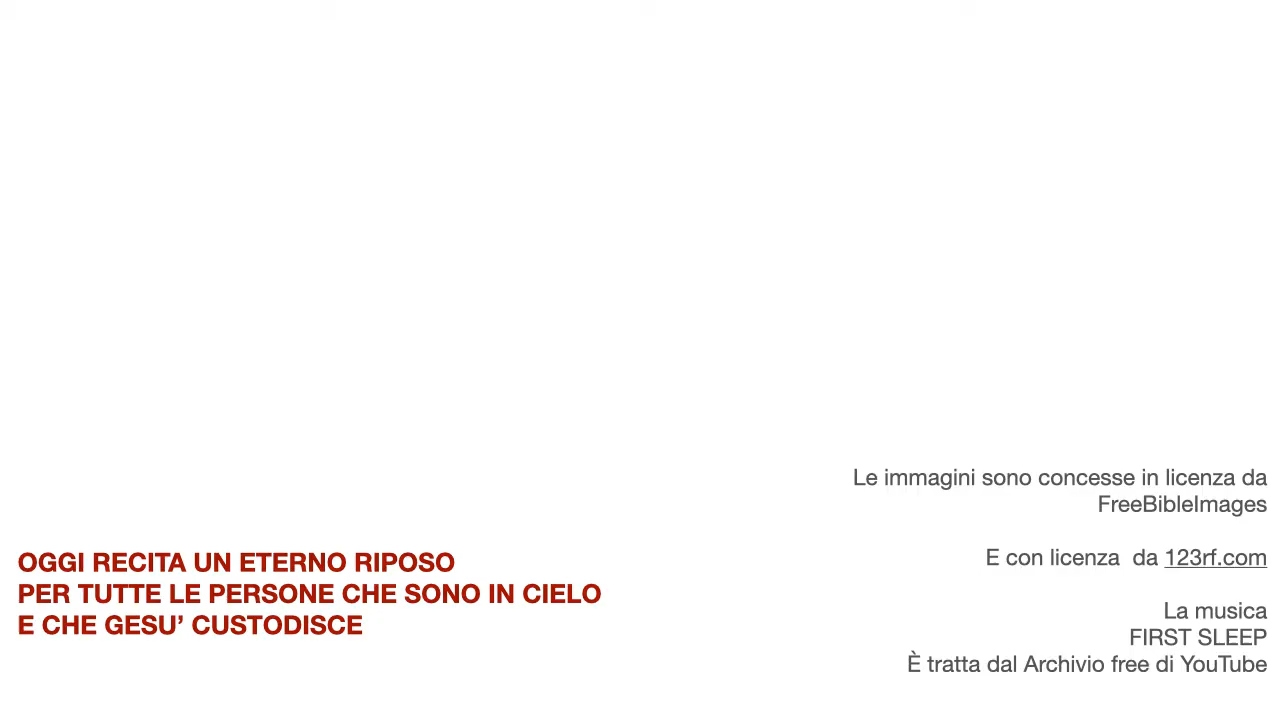 OGGI RECITA UN ETERNO RIPOSO
PER TUTTE LE PERSONE CHE SONO IN CIELO
E CHE GESU’ CUSTODISCE
Le immagini sono concesse in licenza da
FreeBibleImages
E con licenza  da 123rf.com
La musica
FIRST SLEEP
È tratta dal Archivio free di YouTube